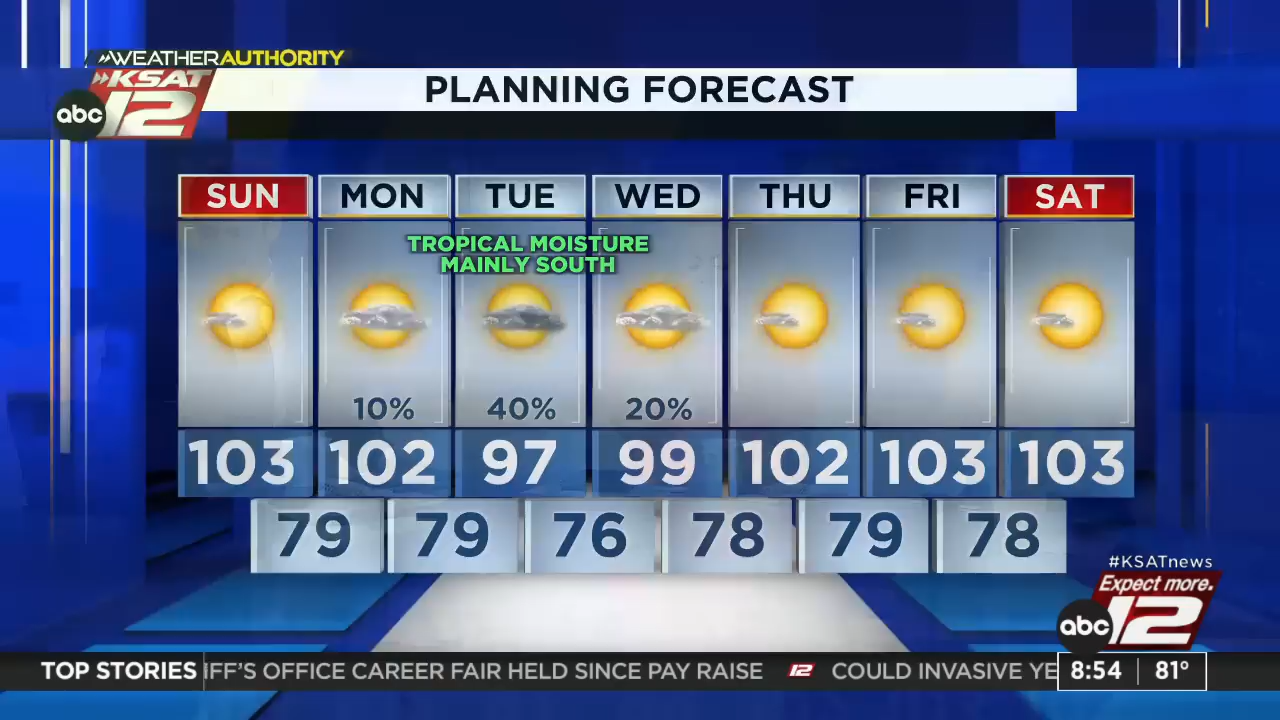 WEATHERAUTHORITY
KSAT
abc 12
PLANNING FORECAST
SUN MON TUE WED THU FRI SAT
TROPICAL MOISTURE
MAINLY SOUTH
10% 40% 20%
103 102 97 99 102 103 103
79 79 76 78 79 78
#KSATnews
Expect more.
abc 12
TOP STORIES IFF'S OFFICE CAREER FAIR HELD SINCE PAY RAISE 12 COULD INVASIVE YE 8:54 81°